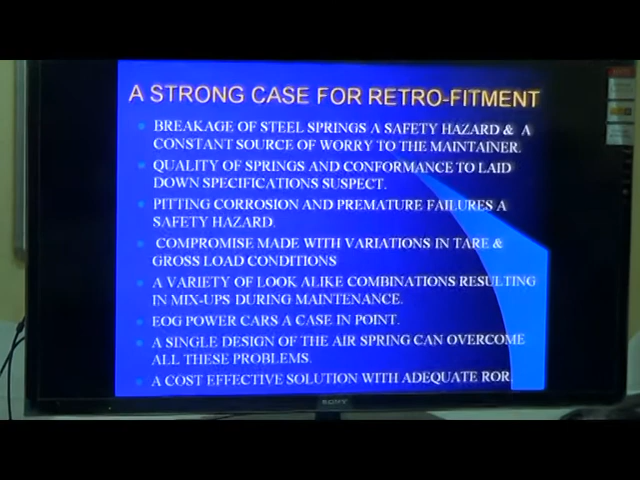 A STRONG CASE FOR RETRO-FITMENT
BREAKAGE OF STEEL SPRINGS A SAFETY HAZARD & A
CONSTANT SOURCE OF WORRY TO THE MAINTAINER.
QUALITY OF SPRINGS AND CONFORMANCE TO LAID
DOWN SPECIFICATIONS SUSPECT.
PITTING CORROSION AND PREMATURE FAILURES A
SAFETY HAZARD.
COMPROMISE MADE WITH VARIATIONS IN TARE &
GROSS LOAD CONDITIONS
A VARIETY OF LOOK ALIKE COMBINATIONS RESULTING
IN MIX-UPS DURING MAINTENANCE.
EOG POWER CARS A CASE IN POINT.
A SINGLE DESIGN OF THE AIR SPRING CAN OVERCOME
ALL THESE PROBLEMS.
A COST EFFECTIVE SOLUTION WITH ADEQUATE ROR.
SONY